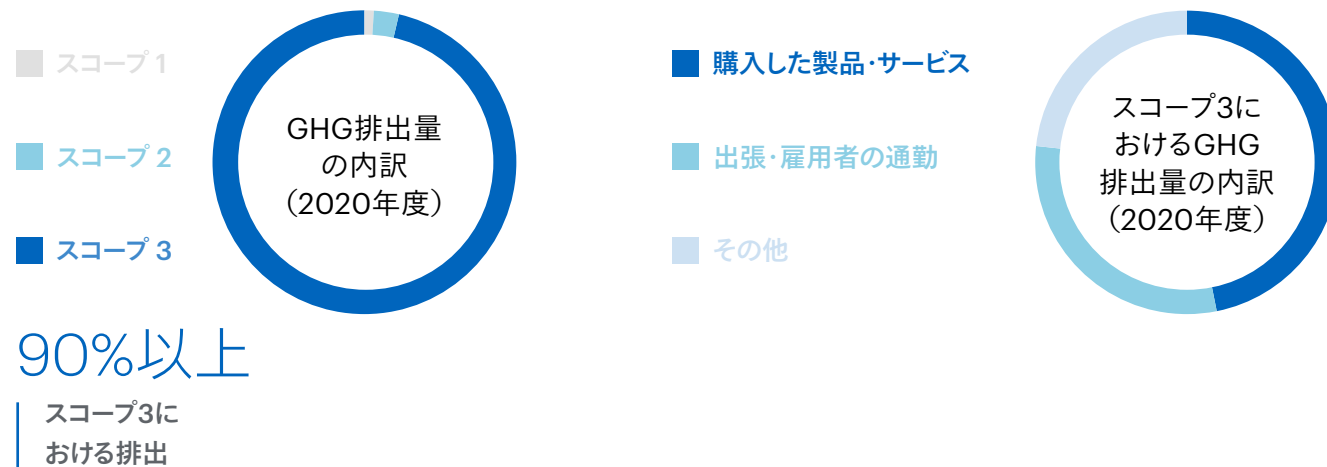 スコープ 1
スコープ 2
スコープ 3
GHG排出量
の内訳
（2020年度）
90%以上
スコープ3に
おける排出
購入した製品・サービス
出張・雇用者の通勤
その他
スコープ3に
おけるGHG
排出量の内訳
（2020年度）